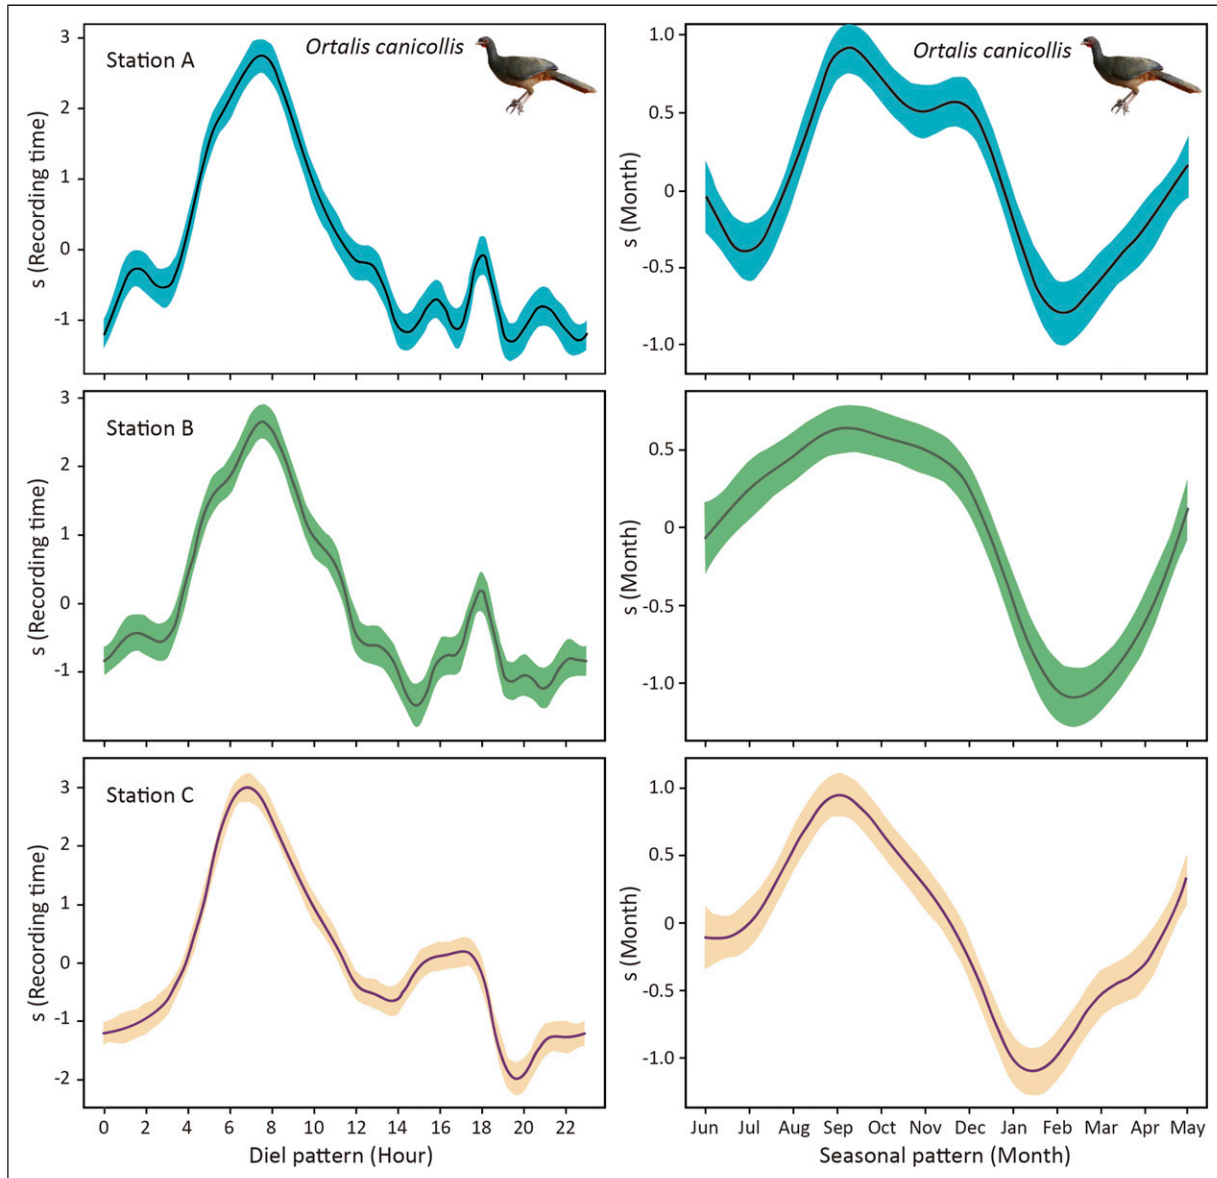 Station A
Ortalis canicollis
3
2
1
0
-1
s (Recording time)
Ortalis canicollis
1.0
0.5
0
-0.5
-1.0
s (Month)
Station B
3
2
1
0
-1
s (Recording time)
0.5
0
-0.5
-1.0
s (Month)
Station C
3
2
1
0
-1
-2
s (Recording time)
0 2 4 6 8 10 12 14 16 18 20 22
Diel pattern (Hour)
1.0
0.5
0
-0.5
-1.0
s (Month)
Jun Jul Aug Sep Oct Nov Dec Jan Feb Mar Apr May
Seasonal pattern (Month)